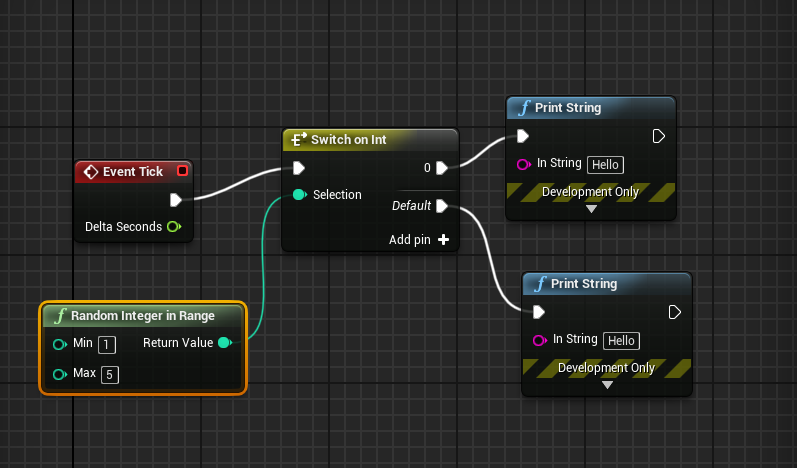 Event Tick
Delta Seconds
Switch on Int
0
Selection
Default
Add pin
Print String
In String Hello
Development Only
Print String
In String Hello
Development Only
Random Integer in Range
Min 1 Return Value
Max 5